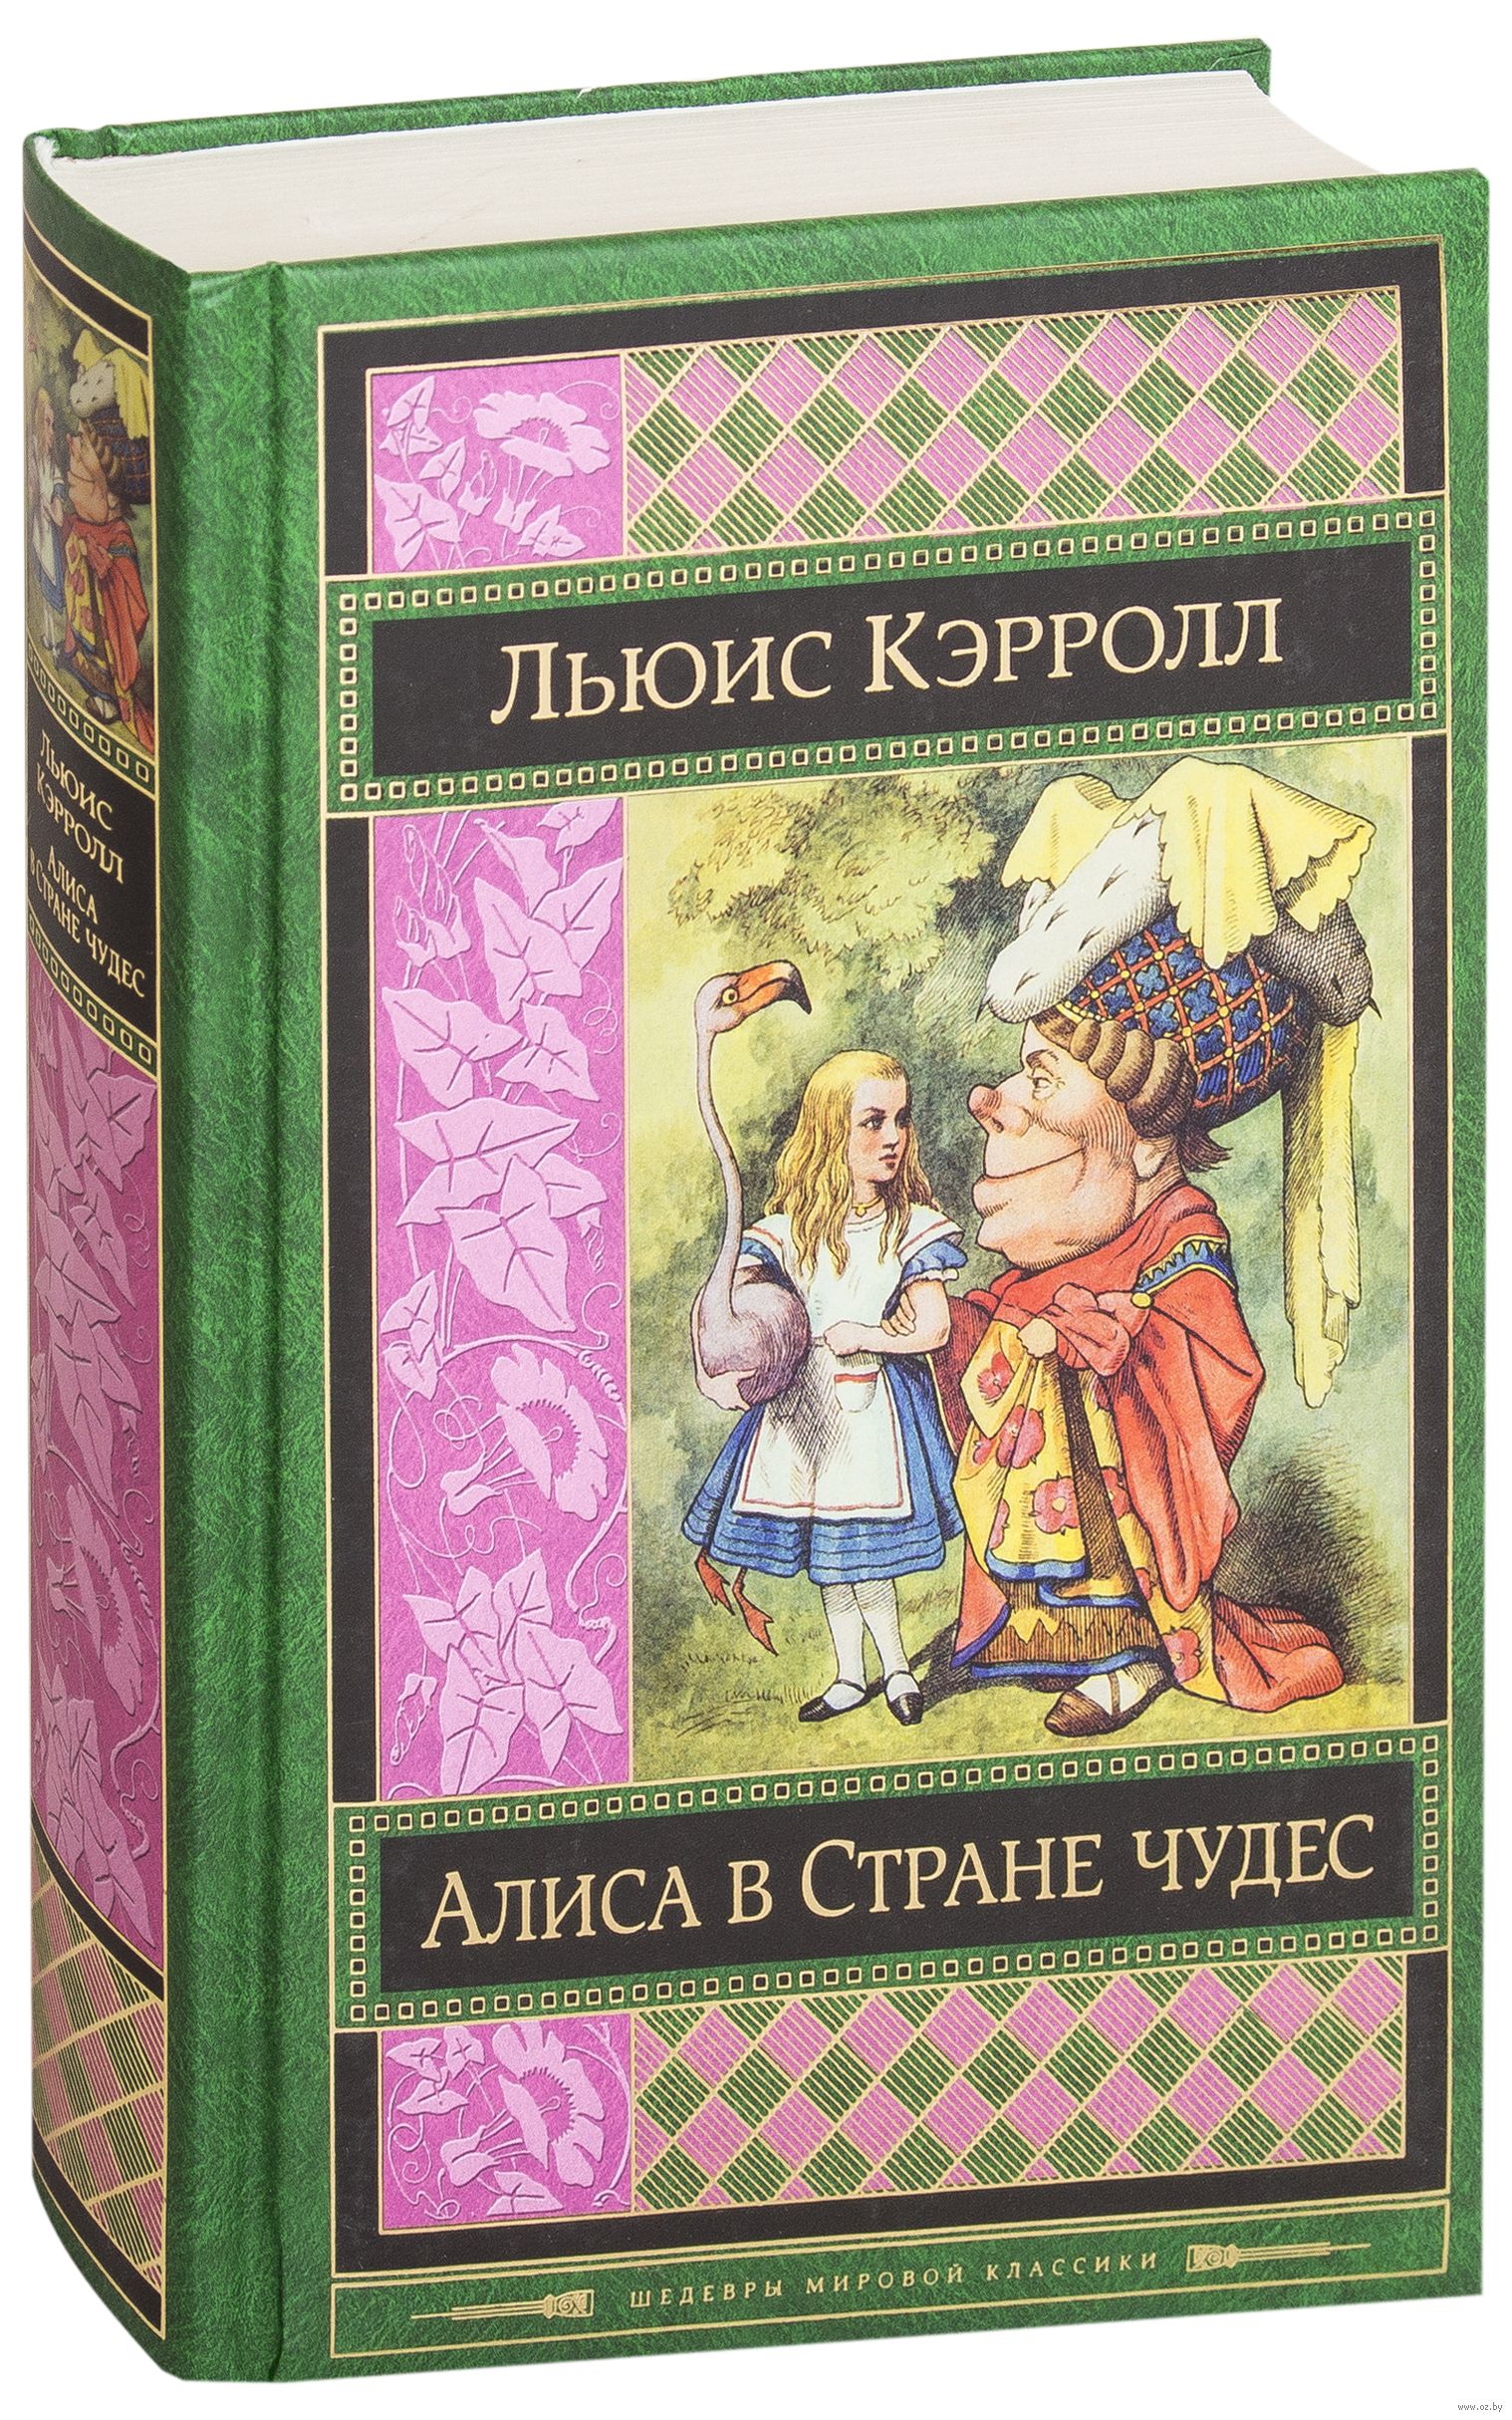 Льюис Кэрролл
Алиса в Стране чудес
ШЕДЕВРЫ МИРОВОЙ КЛАССИКИ
Льюис
Кэрролл
Алиса
в Стране чудес
www.oz.by